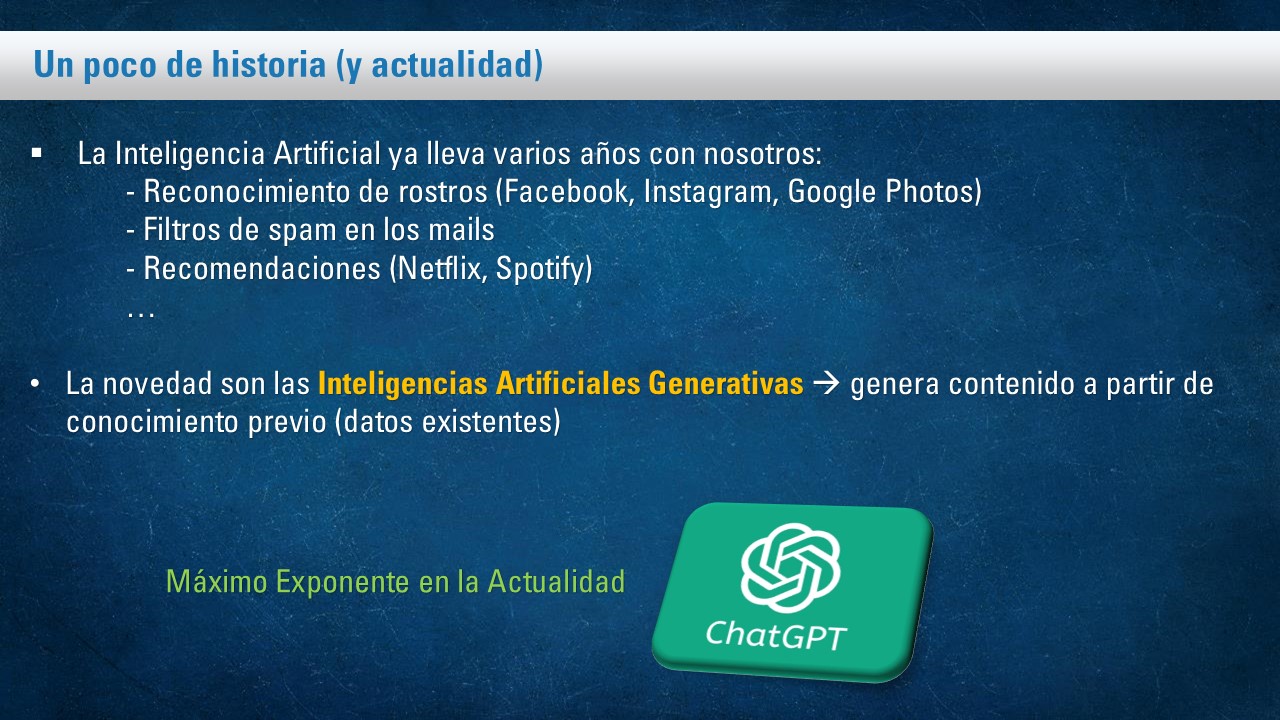 Un poco de historia (y actualidad)
▪ La Inteligencia Artificial ya lleva varios años con nosotros:
- Reconocimiento de rostros (Facebook, Instagram, Google Photos)
- Filtros de spam en los mails
- Recomendaciones (Netflix, Spotify)
…
• La novedad son las Inteligencias Artificiales Generativas → genera contenido a partir de
conocimiento previo (datos existentes)
Máximo Exponente en la Actualidad
ChatGPT